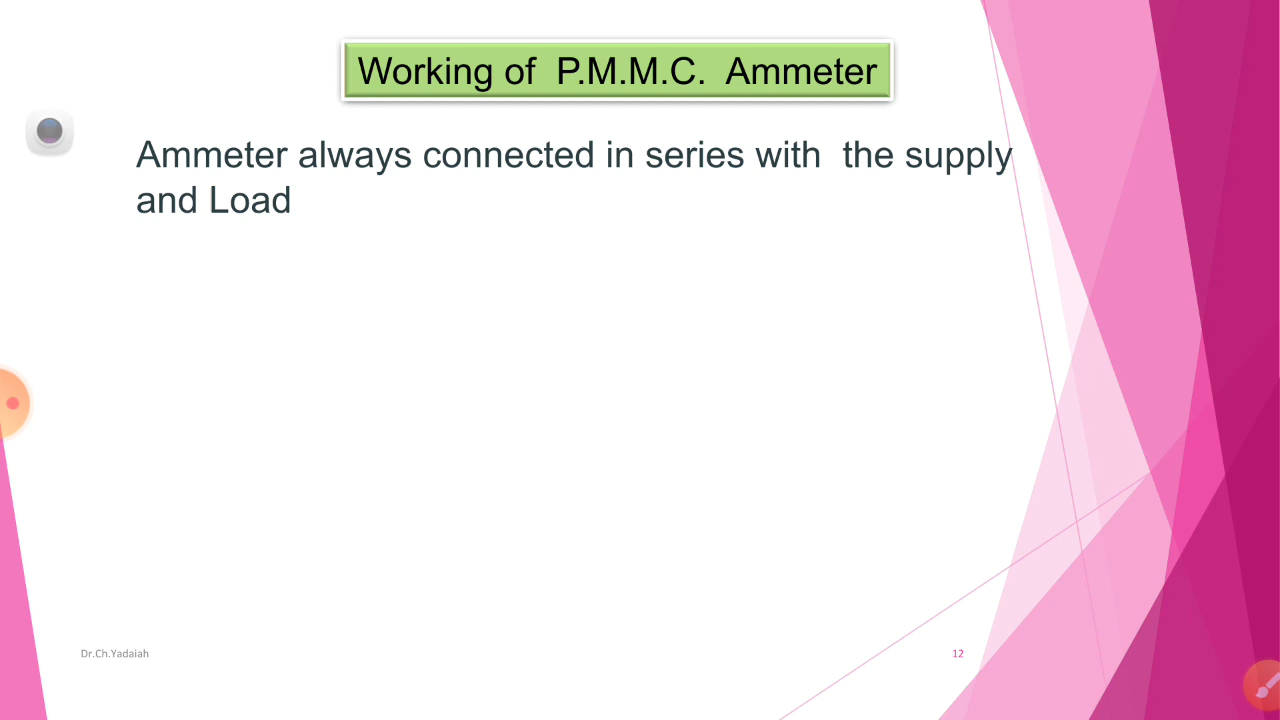 Working of P.M.M.C. Ammeter
Ammeter always connected in series with the supply
and Load
Dr.Ch.Yadaiah
12